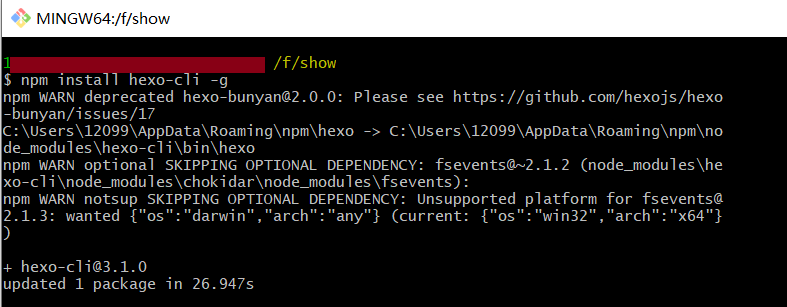 MINGW64:/f/show
1 /f/show
$ npm install hexo-cli -g
npm WARN deprecated hexo-bunyan@2.0.0: Please see https://github.com/hexojs/hexo
-bunyan/issues/17
C:\Users\12099\AppData\Roaming\npm\hexo -> C:\Users\12099\AppData\Roaming\npm\no
de_modules\hexo-cli\bin\hexo
npm WARN optional SKIPPING OPTIONAL DEPENDENCY: fsevents@~2.1.2 (node_modules\he
xo-cli\node_modules\chokidar\node_modules\fsevents):
npm WARN notsup SKIPPING OPTIONAL DEPENDENCY: Unsupported platform for fsevents@
2.1.3: wanted {"os":"darwin","arch":"any"} (current: {"os":"win32","arch":"x64"}
)
+ hexo-cli@3.1.0
updated 1 package in 26.947s